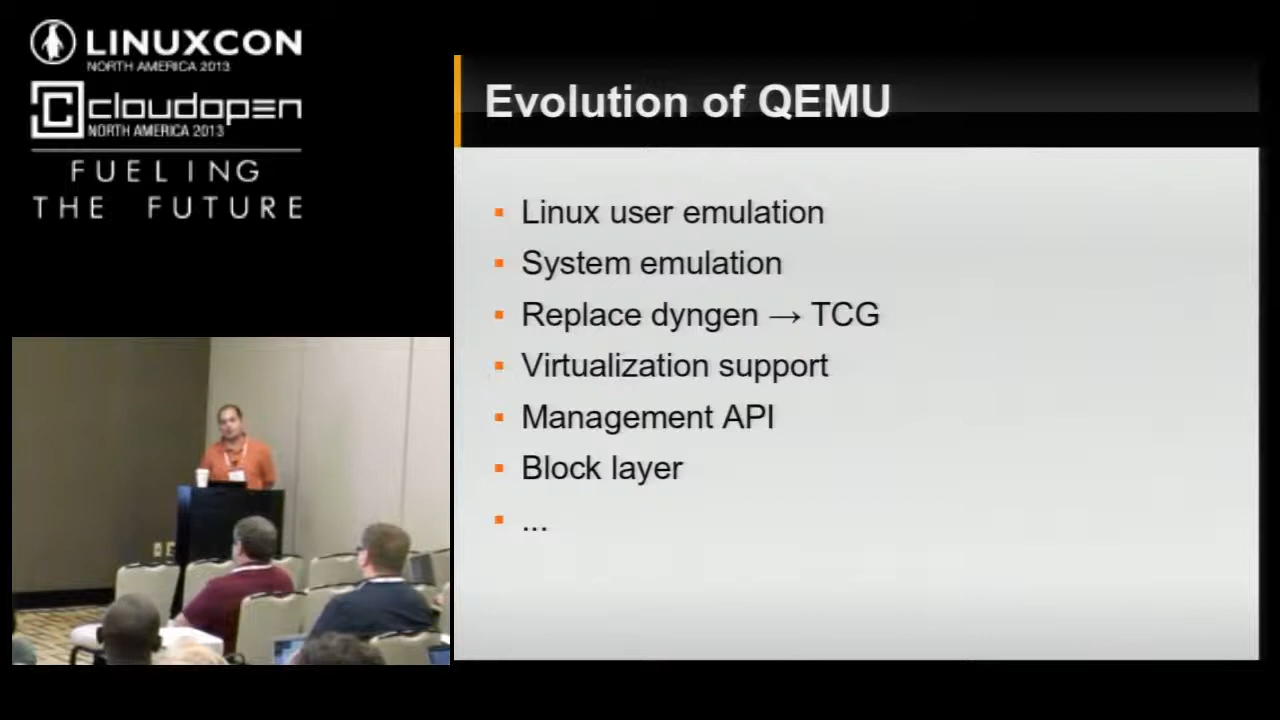 LINUXCON
NORTH AMERICA 2013
cloudopen
NORTH AMERICA 2013
FUELING
THE FUTURE
Evolution of QEMU
Linux user emulation
System emulation
Replace dyngen → TCG
Virtualization support
Management API
Block layer
...